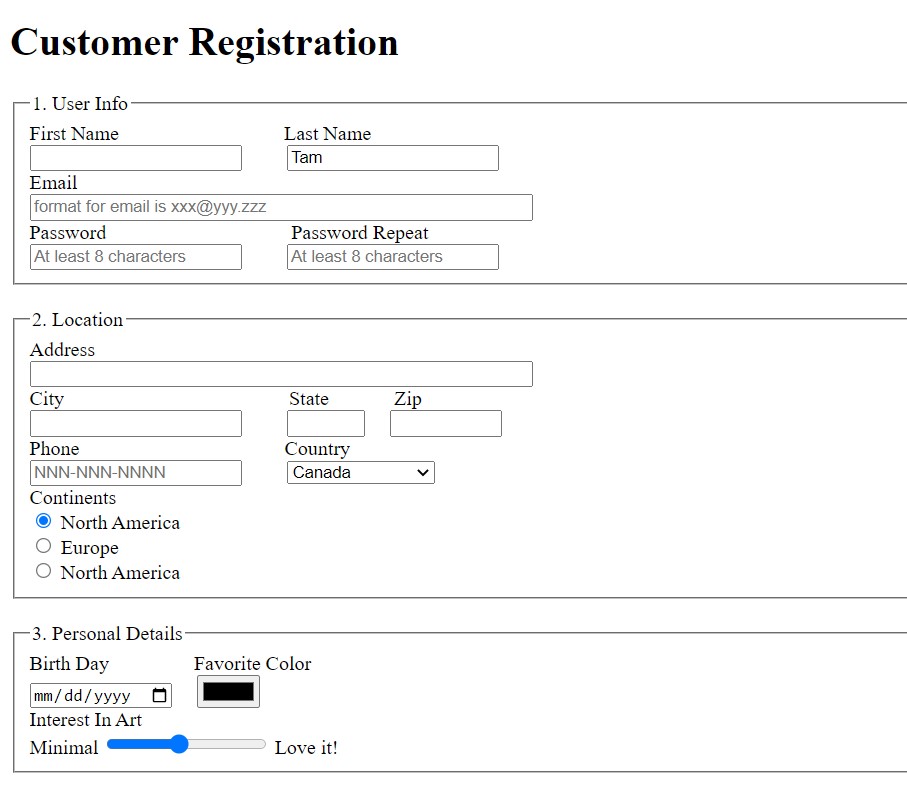 Customer Registration
1. User Info
First Name Last Name
Tam
Email
format for email is xxx@yyy.zzz
Password Password Repeat
At least 8 characters At least 8 characters
2. Location
Address
City State Zip
Phone Country
NNN-NNN-NNNN Canada
Continents
North America
Europe
North America
3. Personal Details
Birth Day Favorite Color
mm/dd/yyyy
Interest In Art
Minimal Love it!